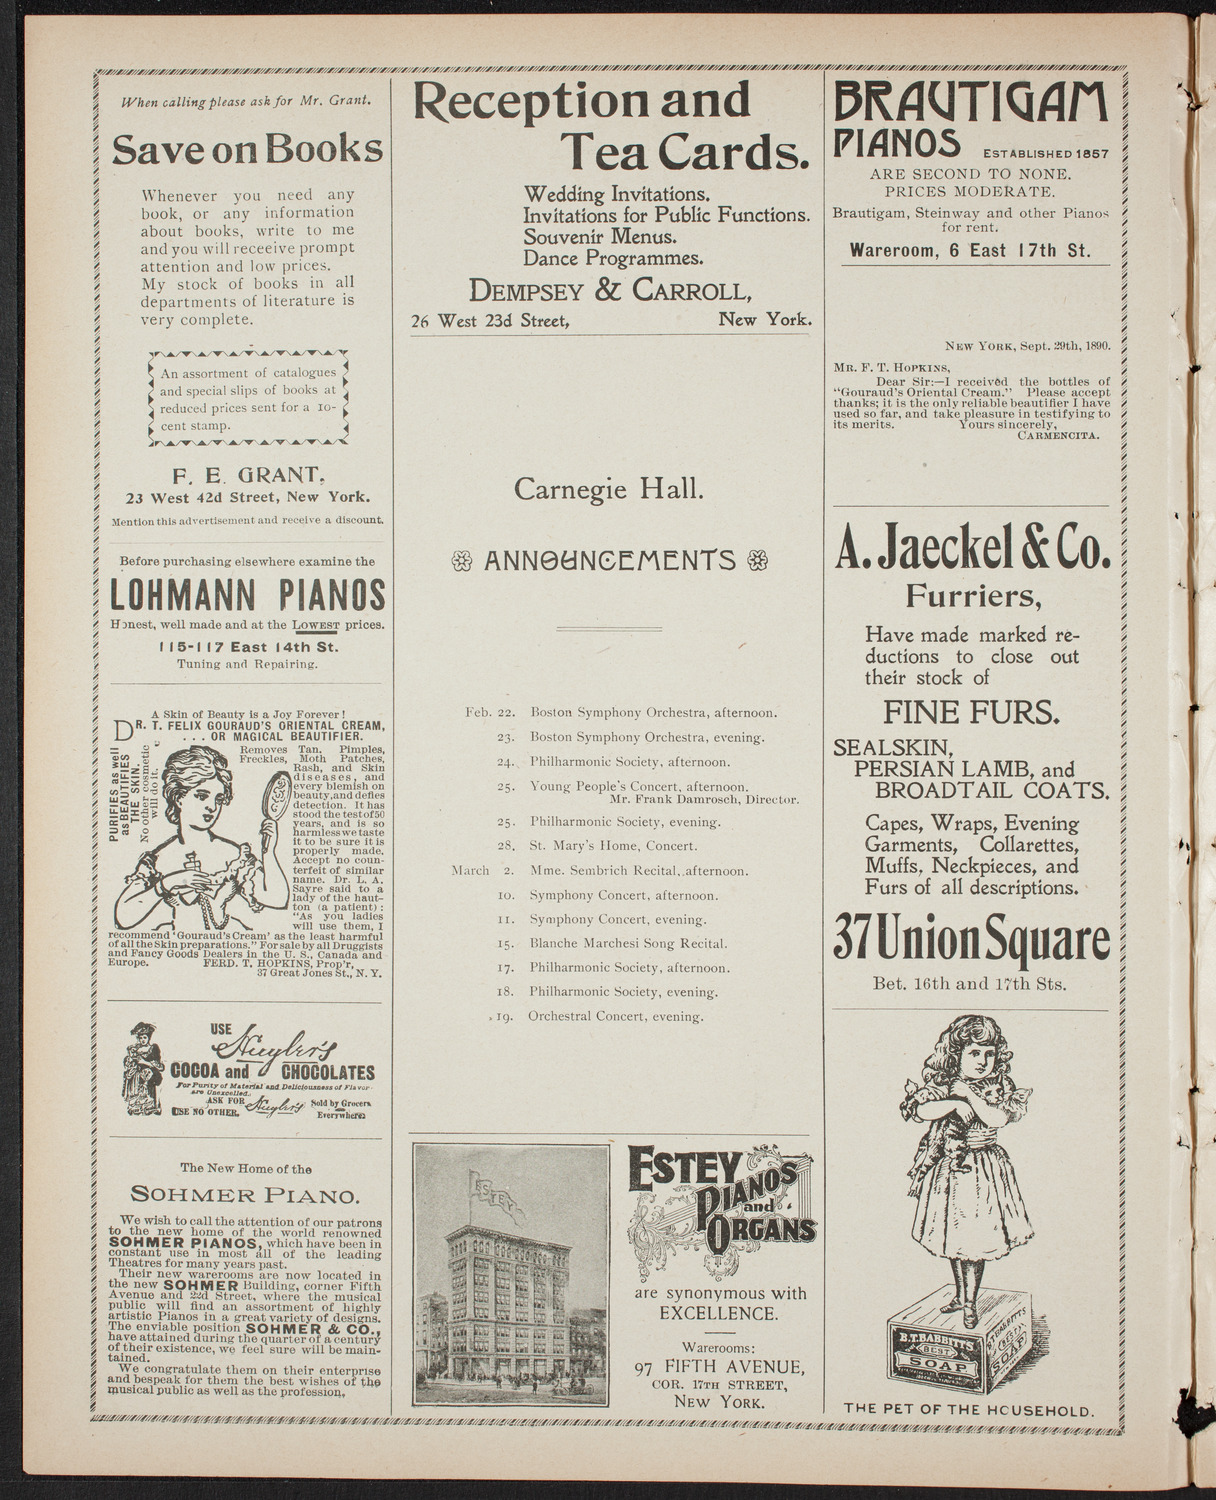 When calling please ask for Mr. Grant.
Save on Books
Whenever you need any
book, or any information
about books, write to me
and you will receeive prompt
attention and low prices.
My stock of books in all
departments of literature is
very complete.
An assortment of catalogues
and special slips of books at
reduced prices sent for a 10-
cent stamp.
F. E. GRANT,
23 West 42d Street, New York.
Mention this advertisement and receive a discount.
Before purchasing elsewhere examine the
LOHMANN PIANOS
Honest, well made and at the LOWEST prices.
115-117 East 14th St.
Tuning and Repairing.
A Skin of Beauty is a Joy Forever!
DR. T. FELIX GOURAUD'S ORIENTAL CREAM,
. . . OR MAGICAL BEAUTIFIER.
PURIFIES as well
as BEAUTIFIES
THE SKIN.
No other cosmetic
will do it.
Removes Tan, Pimples,
Freckles, Moth Patches,
Rash, and Skin
diseases, and
every blemish on
beauty, and defies
detection. It has
stood the test of 50
years, and is so
harmless we taste
it to be sure it is
properly made.
Accept no coun-
terfeit of similar
name. Dr. L. A.
Sayre said to a
lady of the haut-
ton (a patient):
"As you ladies
will use them, I
recommend 'Gouraud's Cream' as the least harmful
of all the Skin preparations." For sale by all Druggists
and Fancy Goods Dealers in the U. S., Canada and
Europe. FERD. T. HOPKINS, Prop'r,
37 Great Jones St., N. Y.
USE
Huyler's
COCOA and CHOCOLATES
For Purity of Material and Deliciousness of Flavor
are Unexcelled.
ASK FOR Huyler's Sold by Grocers
USE NO OTHER. Everywhere
The New Home of the
SOHMER PIANO.
We wish to call the attention of our patrons
to the new home of the world renowned
SOHMER PIANOS, which have been in
constant use in most all of the leading
Theatres for many years past.
Their new warerooms are now located in
the new SOHMER Building, corner Fifth
Avenue and 22d Street, where the musical
public will find an assortment of highly
artistic Pianos in a great variety of designs.
The enviable position SOHMER & CO.,
have attained during the quarter of a century
of their existence, we feel sure will be main-
tained.
We congratulate them on their enterprise
and bespeak for them the best wishes of the
musical public as well as the profession.
Reception and
Tea Cards.
Wedding Invitations.
Invitations for Public Functions.
Souvenir Menus.
Dance Programmes.
DEMPSEY & CARROLL,
26 West 23d Street, New York.
Carnegie Hall.
ANNOUNCEMENTS
Feb. 22. Boston Symphony Orchestra, afternoon.
23. Boston Symphony Orchestra, evening.
24. Philharmonic Society, afternoon.
25. Young People's Concert, afternoon.
Mr. Frank Damrosch, Director.
25. Philharmonic Society, evening.
28. St. Mary's Home, Concert.
March 2. Mme. Sembrich Recital, afternoon.
10. Symphony Concert, afternoon.
11. Symphony Concert, evening.
15. Blanche Marchesi Song Recital.
17. Philharmonic Society, afternoon.
18. Philharmonic Society, evening.
19. Orchestral Concert, evening.
ESTEY
ESTEY
PIANOS
and
ORGANS
are synonymous with
EXCELLENCE.
Warerooms:
97 FIFTH AVENUE,
COR. 17TH STREET,
NEW YORK.
BRAUTIGAM
PIANOS ESTABLISHED 1857
ARE SECOND TO NONE.
PRICES MODERATE.
Brautigam, Steinway and other Pianos
for rent.
Wareroom, 6 East 17th St.
NEW YORK, Sept. 29th, 1890.
MR. F. T. HOPKINS,
Dear Sir:—I received the bottles of
"Gouraud's Oriental Cream." Please accept
thanks; it is the only reliable beautifier I have
used so far, and take pleasure in testifying to
its merits. Yours sincerely,
CARMENCITA.
A. Jaeckel & Co.
Furriers,
Have made marked re-
ductions to close out
their stock of
FINE FURS.
SEALSKIN,
PERSIAN LAMB, and
BROADTAIL COATS.
Capes, Wraps, Evening
Garments, Collarettes,
Muffs, Neckpieces, and
Furs of all descriptions.
37 Union Square
Bet. 16th and 17th Sts.
B.T. BABBITT'S
BEST
SOAP
B.T. BABBITT'S
BEST
SOAP
THE PET OF THE HOUSEHOLD.